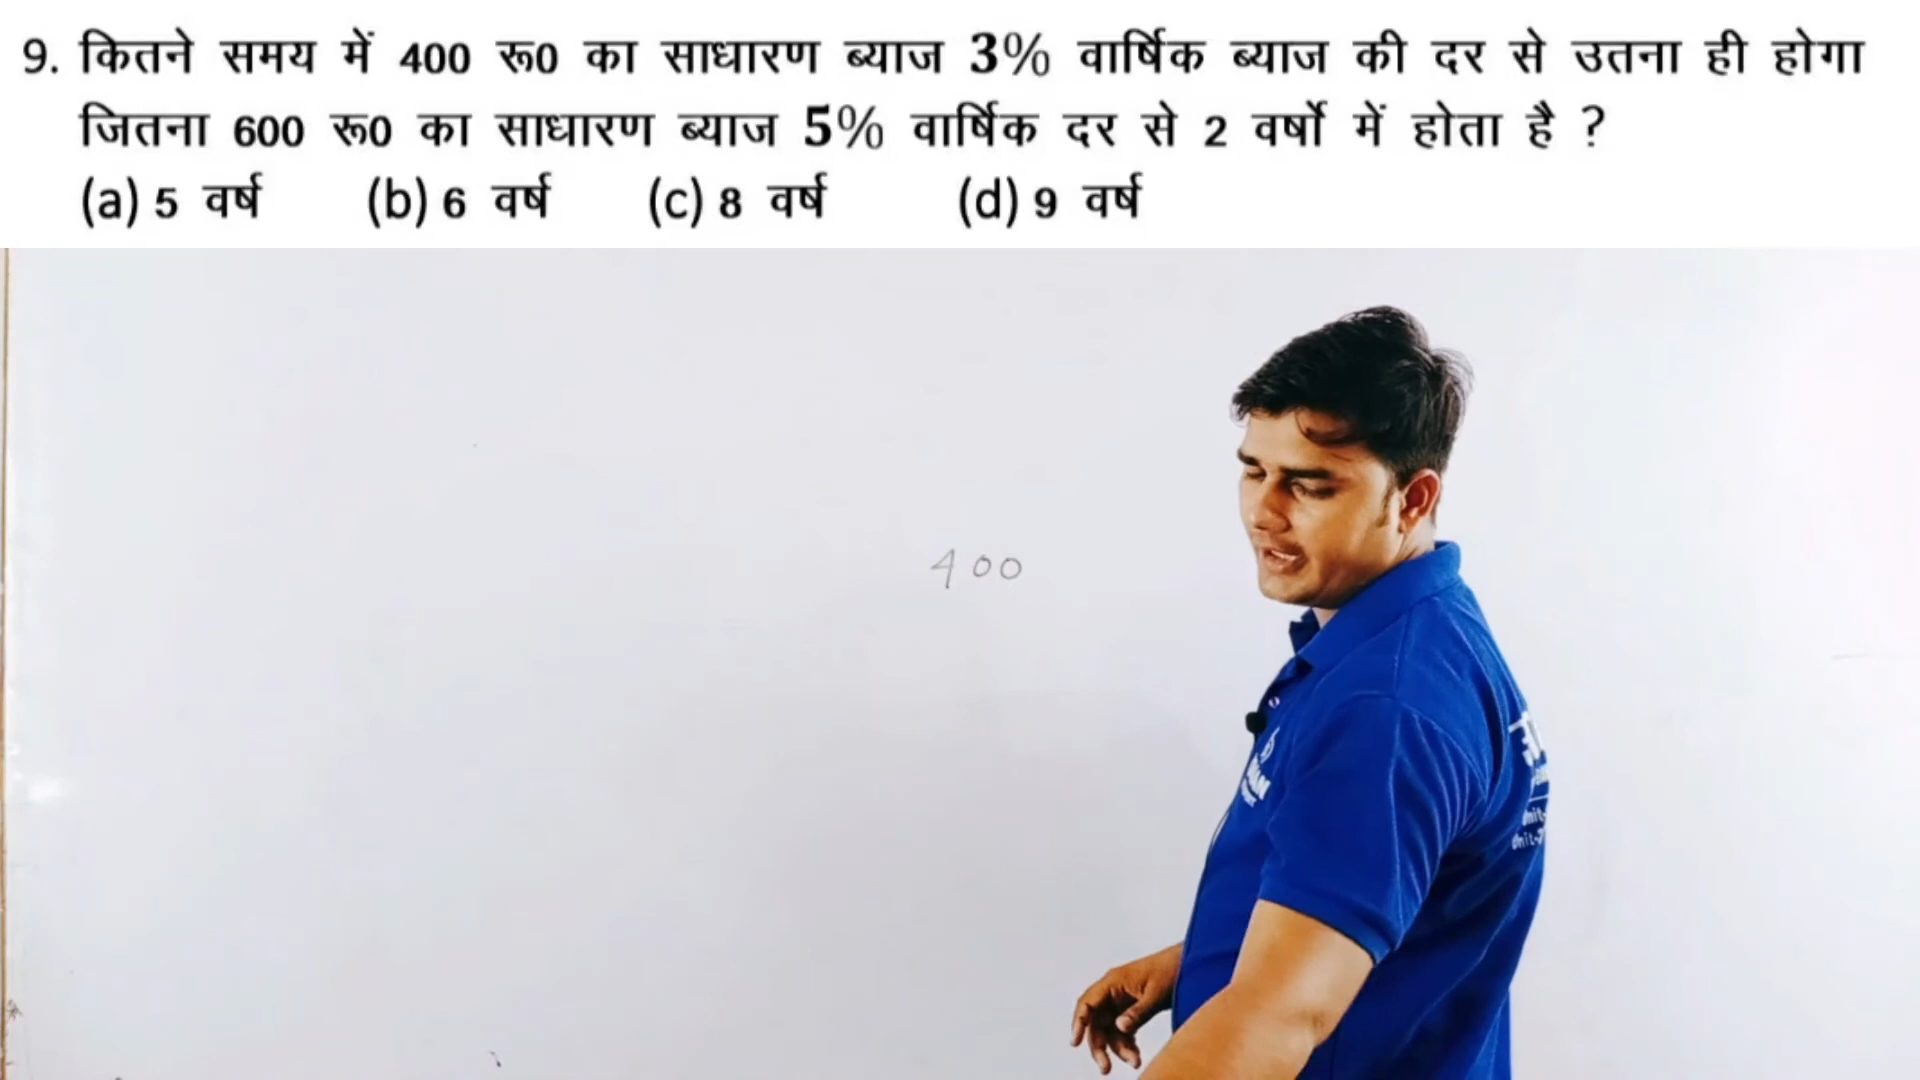 9. कितने समय में 400 रू0 का साधारण ब्याज 3% वार्षिक ब्याज की दर से उतना ही होगा
जितना 600 रू0 का साधारण ब्याज 5% वार्षिक दर से 2 वर्षो में होता है ?
(a) 5 वर्ष (b) 6 वर्ष (c) 8 वर्ष (d) 9 वर्ष
400